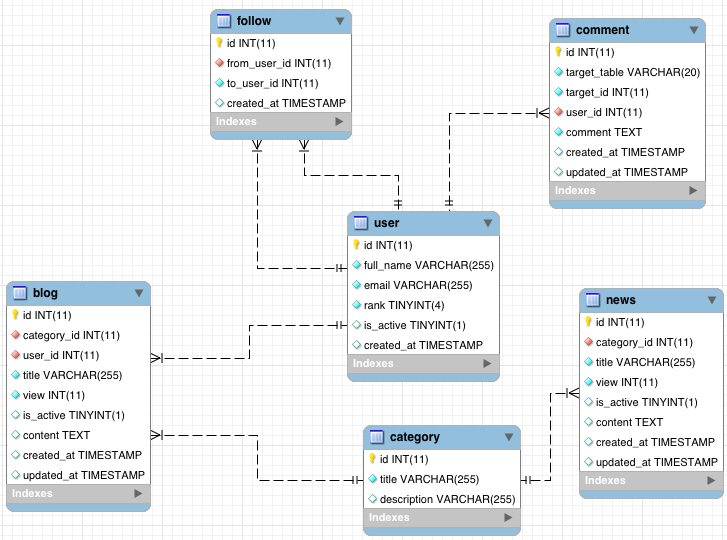 follow
id INT(11)
from_user_id INT(11)
to_user_id INT(11)
created_at TIMESTAMP
Indexes
comment
id INT(11)
target_table VARCHAR(20)
target_id INT(11)
user_id INT(11)
comment TEXT
created_at TIMESTAMP
updated_at TIMESTAMP
Indexes
user
id INT(11)
full_name VARCHAR(255)
email VARCHAR(255)
rank TINYINT(4)
is_active TINYINT(1)
created_at TIMESTAMP
Indexes
blog
id INT(11)
category_id INT(11)
user_id INT(11)
title VARCHAR(255)
view INT(11)
is_active TINYINT(1)
content TEXT
created_at TIMESTAMP
updated_at TIMESTAMP
Indexes
news
id INT(11)
category_id INT(11)
title VARCHAR(255)
view INT(11)
is_active TINYINT(1)
content TEXT
created_at TIMESTAMP
updated_at TIMESTAMP
Indexes
category
id INT(11)
title VARCHAR(255)
description VARCHAR(255)
Indexes